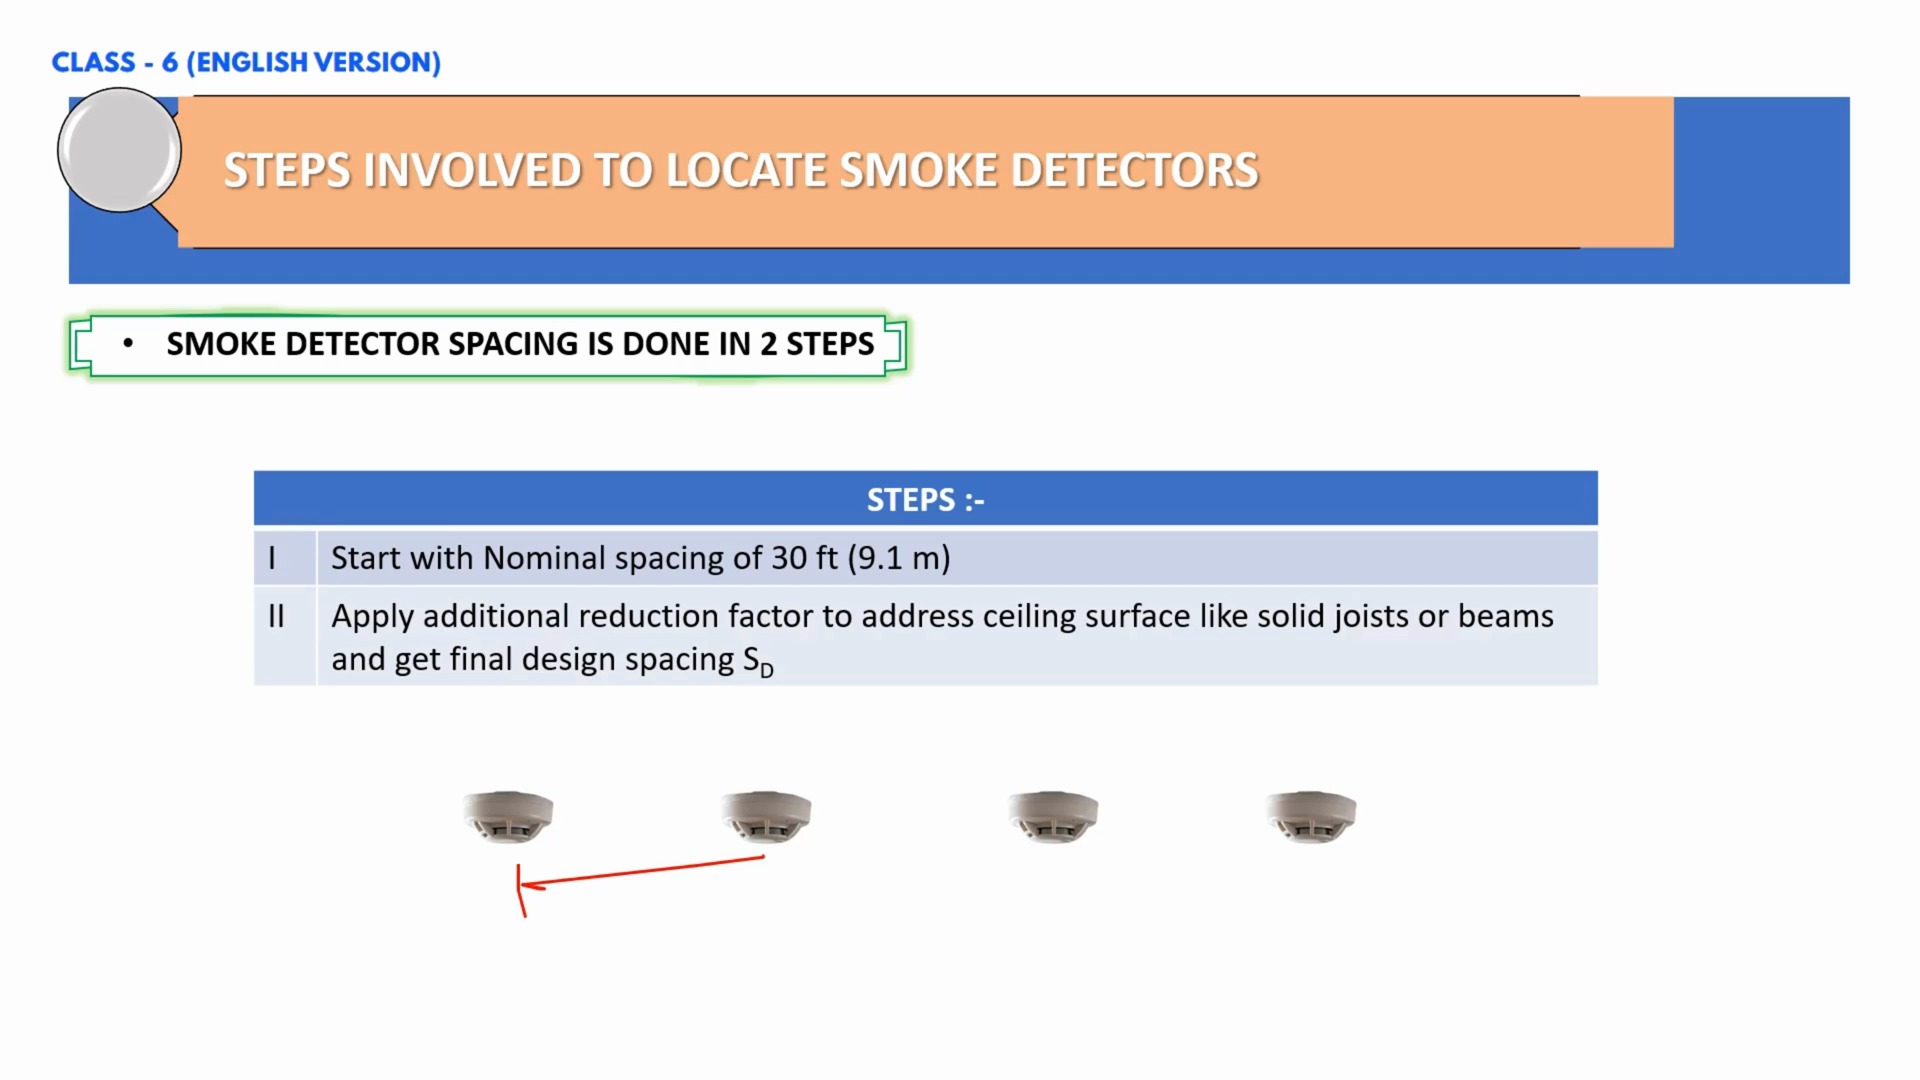 CLASS - 6 (ENGLISH VERSION)
STEPS INVOLVED TO LOCATE SMOKE DETECTORS
• SMOKE DETECTOR SPACING IS DONE IN 2 STEPS
STEPS :-
I Start with Nominal spacing of 30 ft (9.1 m)
II Apply additional reduction factor to address ceiling surface like solid joists or beams
and get final design spacing S_D